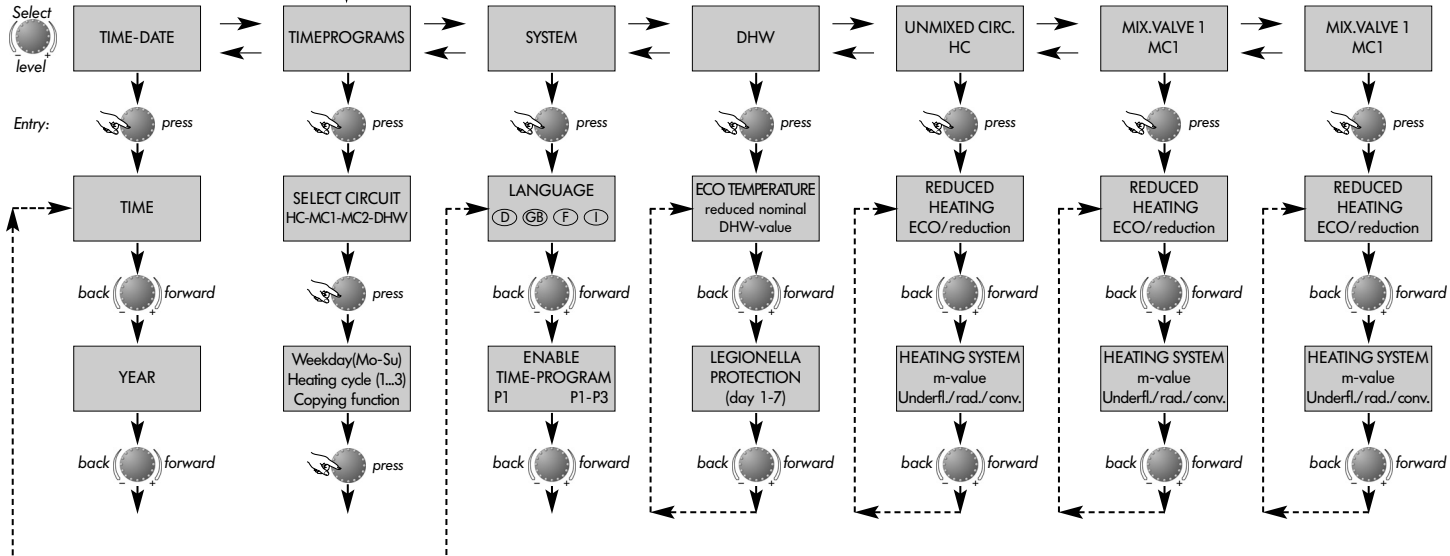 Select
level
- +
TIME-DATE
TIMEPROGRAMS
SYSTEM
DHW
UNMIXED CIRC.
HC
MIX.VALVE 1
MC1
MIX.VALVE 1
MC1
Entry:
press
press
press
press
press
press
press
TIME
SELECT CIRCUIT
HC-MC1-MC2-DHW
LANGUAGE
D GB F I
ECO TEMPERATURE
reduced nominal
DHW-value
REDUCED
HEATING
ECO/reduction
REDUCED
HEATING
ECO/reduction
REDUCED
HEATING
ECO/reduction
back - + forward
press
back - + forward
back - + forward
back - + forward
back - + forward
back - + forward
YEAR
Weekday(Mo-Su)
Heating cycle (1...3)
Copying function
ENABLE
TIME-PROGRAM
P1 P1-P3
LEGIONELLA
PROTECTION
(day 1-7)
HEATING SYSTEM
m-value
Underfl./rad./conv.
HEATING SYSTEM
m-value
Underfl./rad./conv.
HEATING SYSTEM
m-value
Underfl./rad./conv.
back - + forward
press
back - + forward
back - + forward
back - + forward
back - + forward
back - + forward